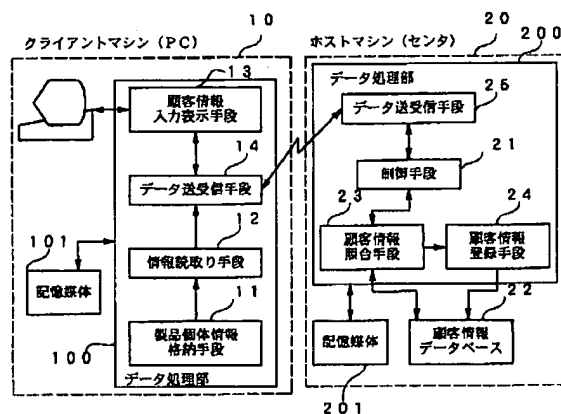 クライアントマシン(PC)
10
13
顧客情報
入力表示手段
14
データ送受信手段
12
情報読取り手段
11
製品個体情報
格納手段
データ処理部
100
101
記憶媒体
ホストマシン(センタ)
20
200
データ処理部
25
データ送受信手段
21
制御手段
23
顧客情報
照合手段
24
顧客情報
登録手段
22
顧客情報
データベース
記憶媒体
201